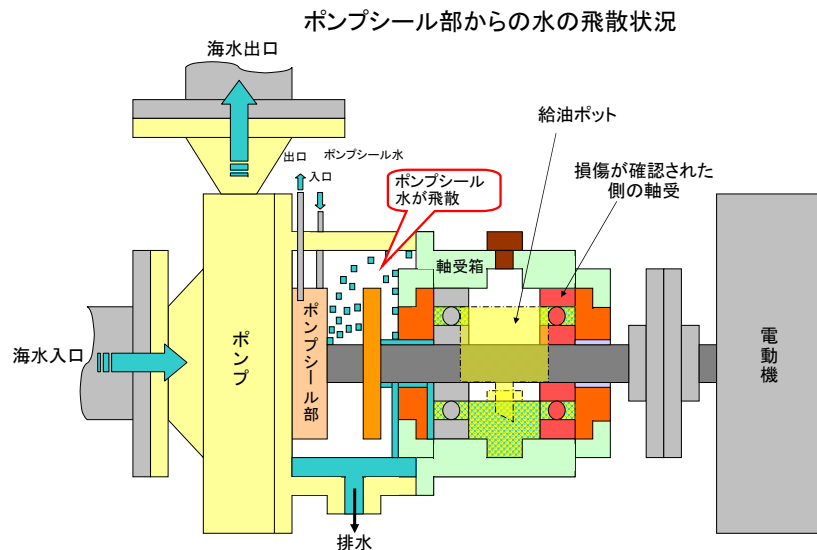 ポンプシール部からの水の飛散状況
海水出口
給油ポット
出口
ポンプシール水
入口
損傷が確認された
側の軸受
ポンプシール
水が飛散
軸受箱
ポンプ
ポンプシール部
海水入口
電動機
排水